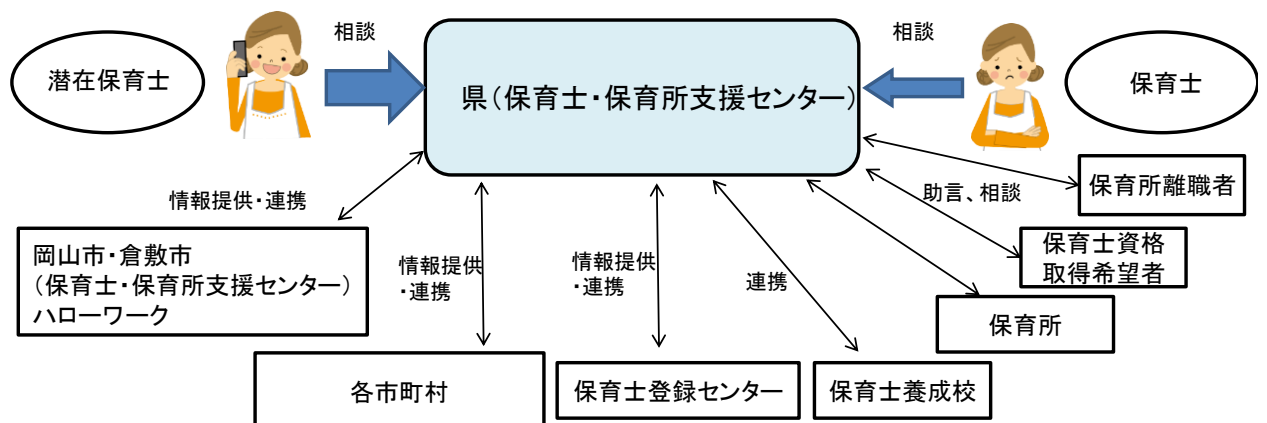 相談
相談
潜在保育士
県(保育士・保育所支援センター)
保育士
情報提供・連携
助言、相談
保育所離職者
岡山市・倉敷市
(保育士・保育所支援センター)
ハローワーク
情報提供
・連携
情報提供
・連携
連携
保育士資格
取得希望者
保育所
各市町村
保育士登録センター
保育士養成校